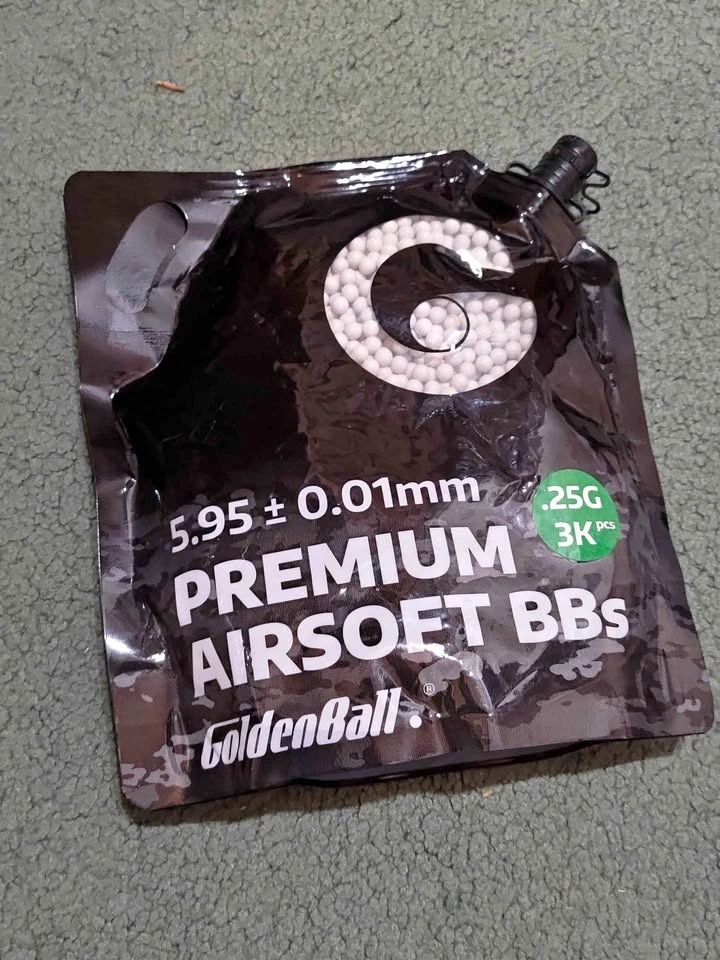 5.95 ± 0.01mm
.25G
3K pcs
PREMIUM
AIRSOFT BBs
GoldenBall ®